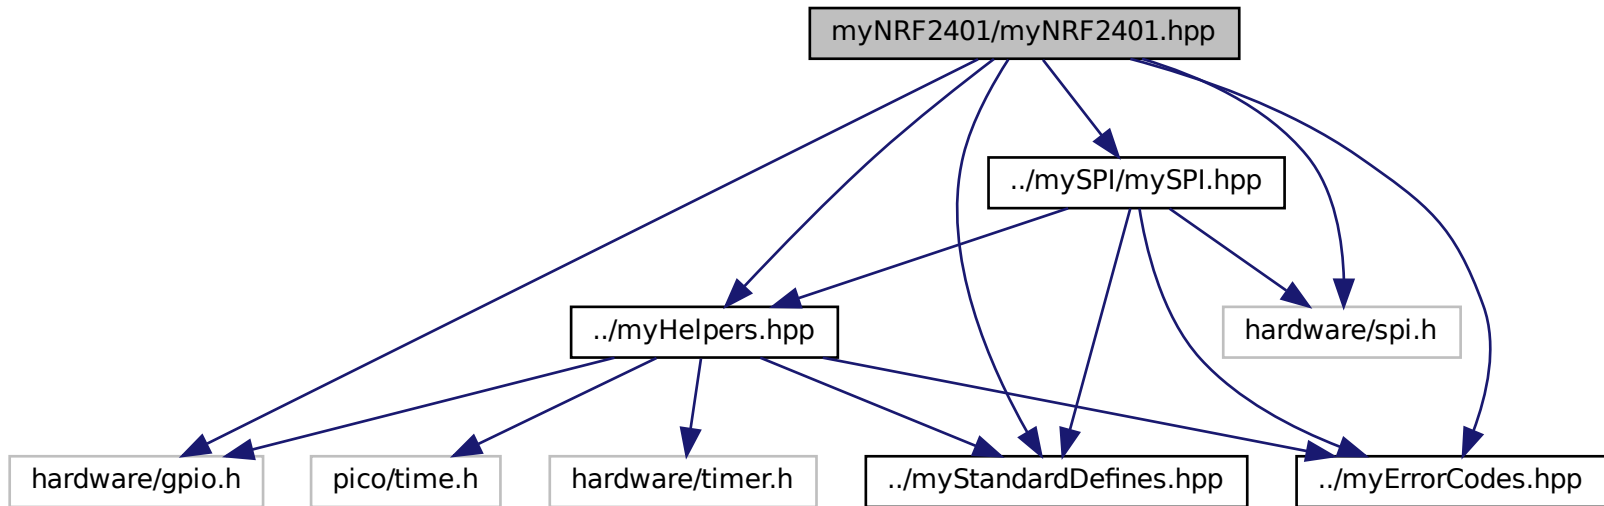 myNRF2401/myNRF2401.hpp
../mySPI/mySPI.hpp
../myHelpers.hpp
hardware/spi.h
hardware/gpio.h
pico/time.h
hardware/timer.h
../myStandardDefines.hpp
../myErrorCodes.hpp